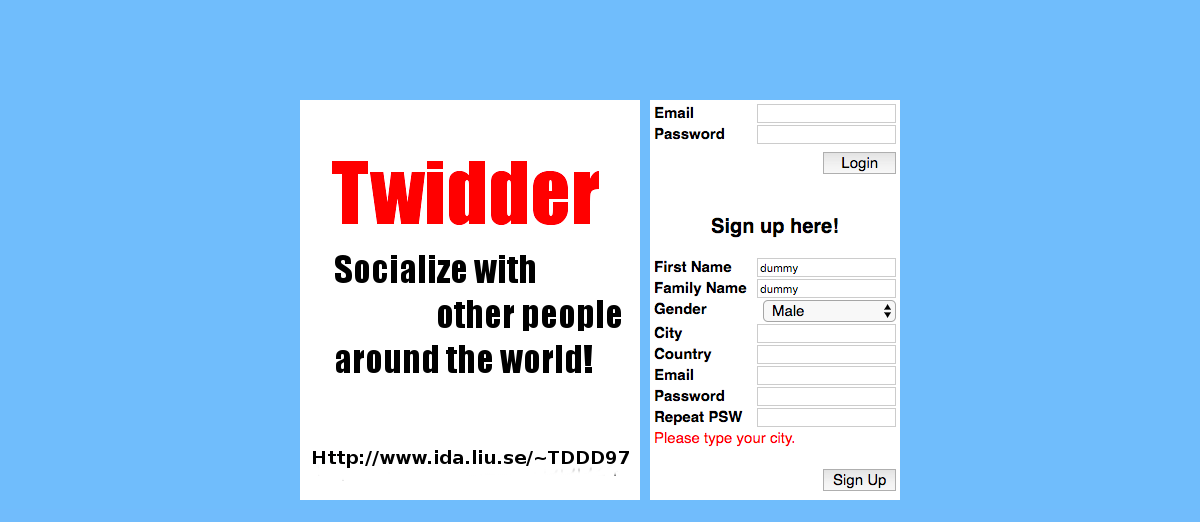 Twidder
Socialize with
other people
around the world!
Http://www.ida.liu.se/~TDDD97
Email
Password
Login
Sign up here!
First Name dummy
Family Name dummy
Gender Male
City
Country
Email
Password
Repeat PSW
Please type your city.
Sign Up